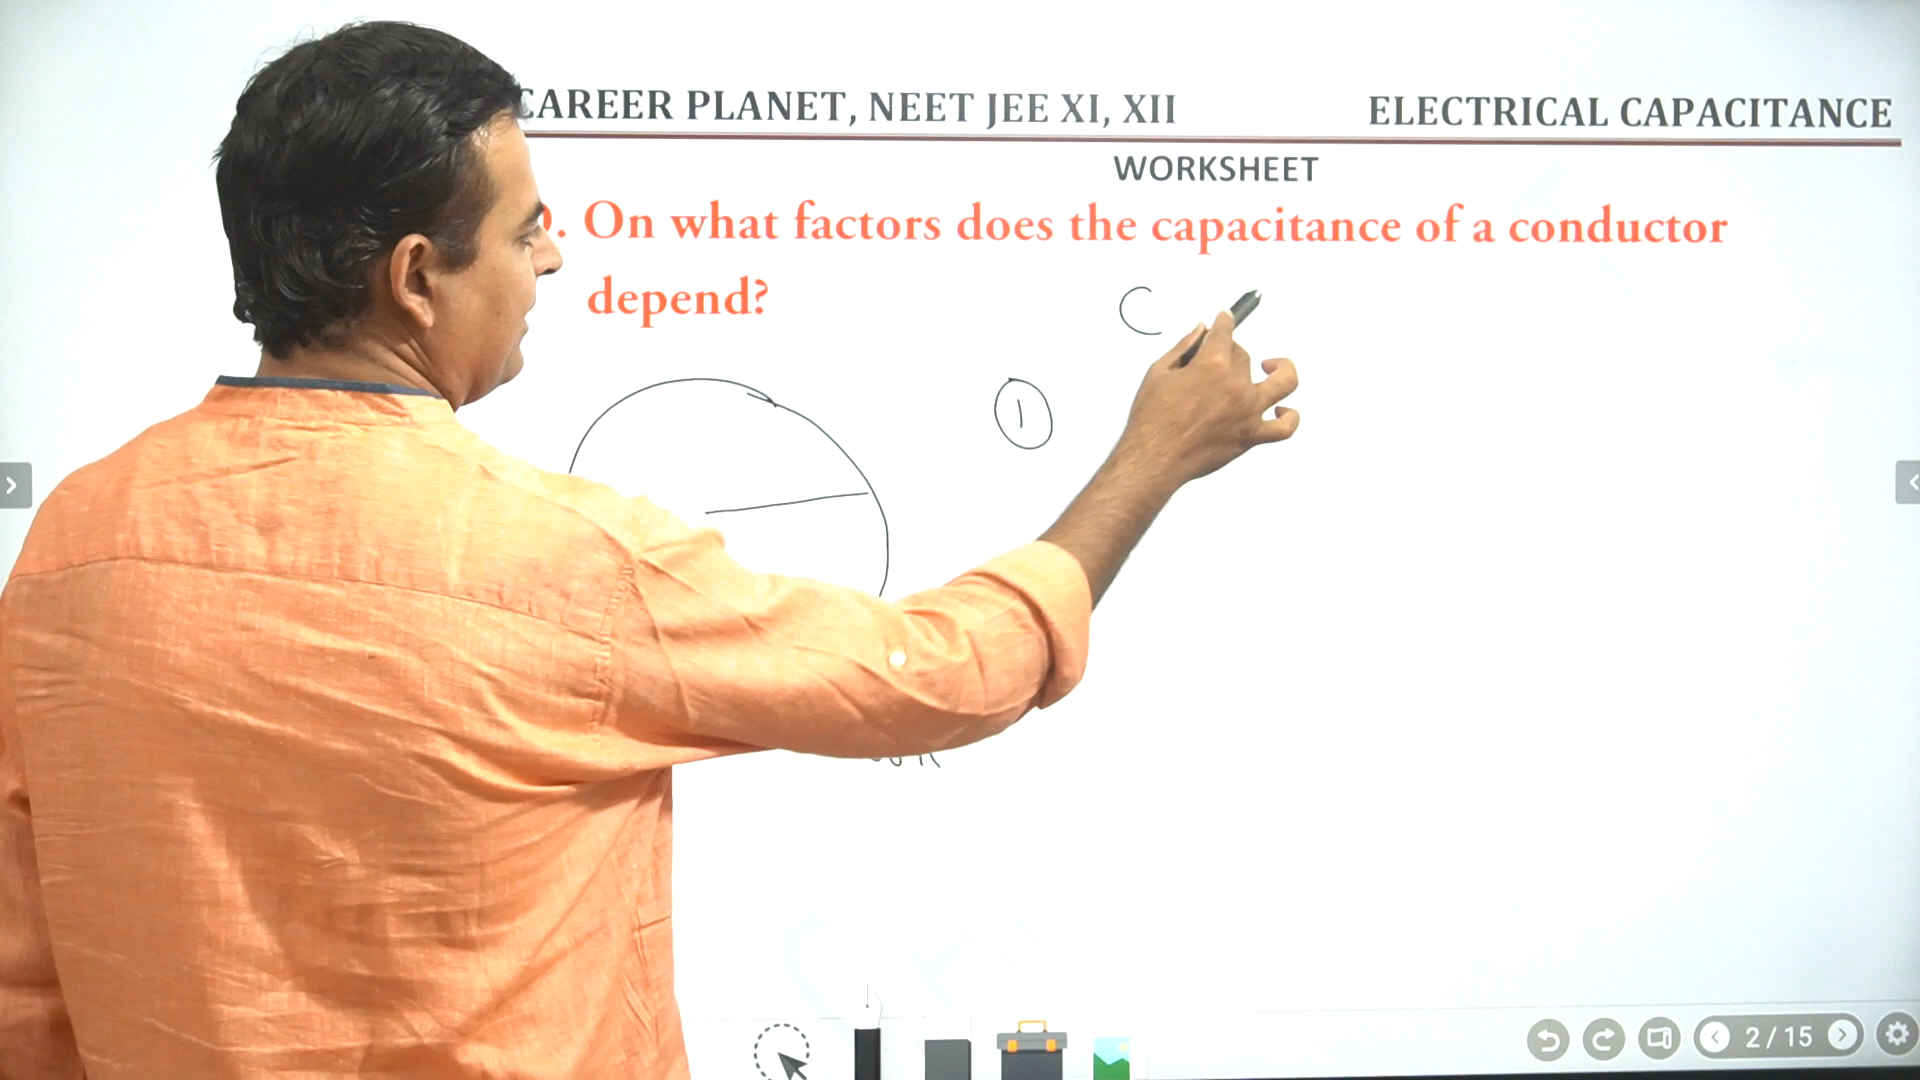 CAREER PLANET, NEET JEE XI, XII ELECTRICAL CAPACITANCE
WORKSHEET
. On what factors does the capacitance of a conductor
depend?
C
1
2/15